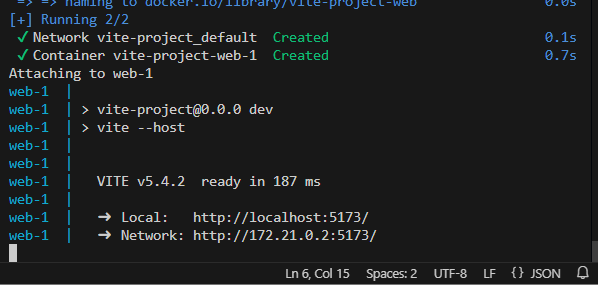 => => naming to docker.io/library/vite-project-web 0.0s
[+] Running 2/2
✓ Network vite-project_default Created 0.1s
✓ Container vite-project-web-1 Created 0.7s
Attaching to web-1
web-1 |
web-1 | > vite-project@0.0.0 dev
web-1 | > vite --host
web-1 |
web-1 |
web-1 | VITE v5.4.2 ready in 187 ms
web-1 |
web-1 | ➜ Local: http://localhost:5173/
web-1 | ➜ Network: http://172.21.0.2:5173/
Ln 6, Col 15 Spaces: 2 UTF-8 LF {} JSON